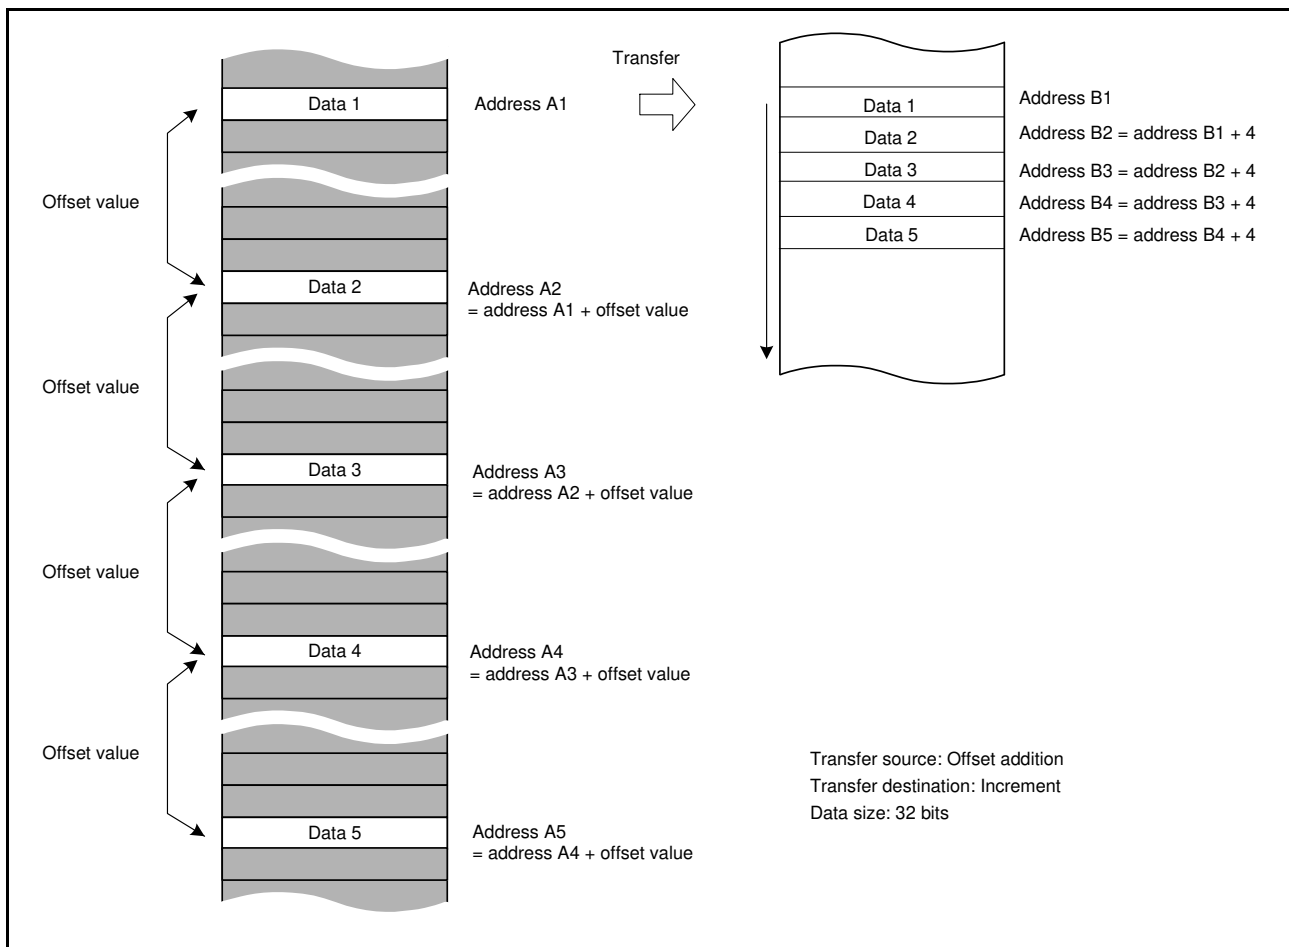 Transfer
Data 1
Address A1
Data 1
Address B1
Data 2
Address B2 = address B1 + 4
Data 3
Address B3 = address B2 + 4
Data 4
Address B4 = address B3 + 4
Data 5
Address B5 = address B4 + 4
Offset value
Data 2
Address A2
= address A1 + offset value
Offset value
Data 3
Address A3
= address A2 + offset value
Offset value
Data 4
Address A4
= address A3 + offset value
Offset value
Data 5
Address A5
= address A4 + offset value
Transfer source: Offset addition
Transfer destination: Increment
Data size: 32 bits